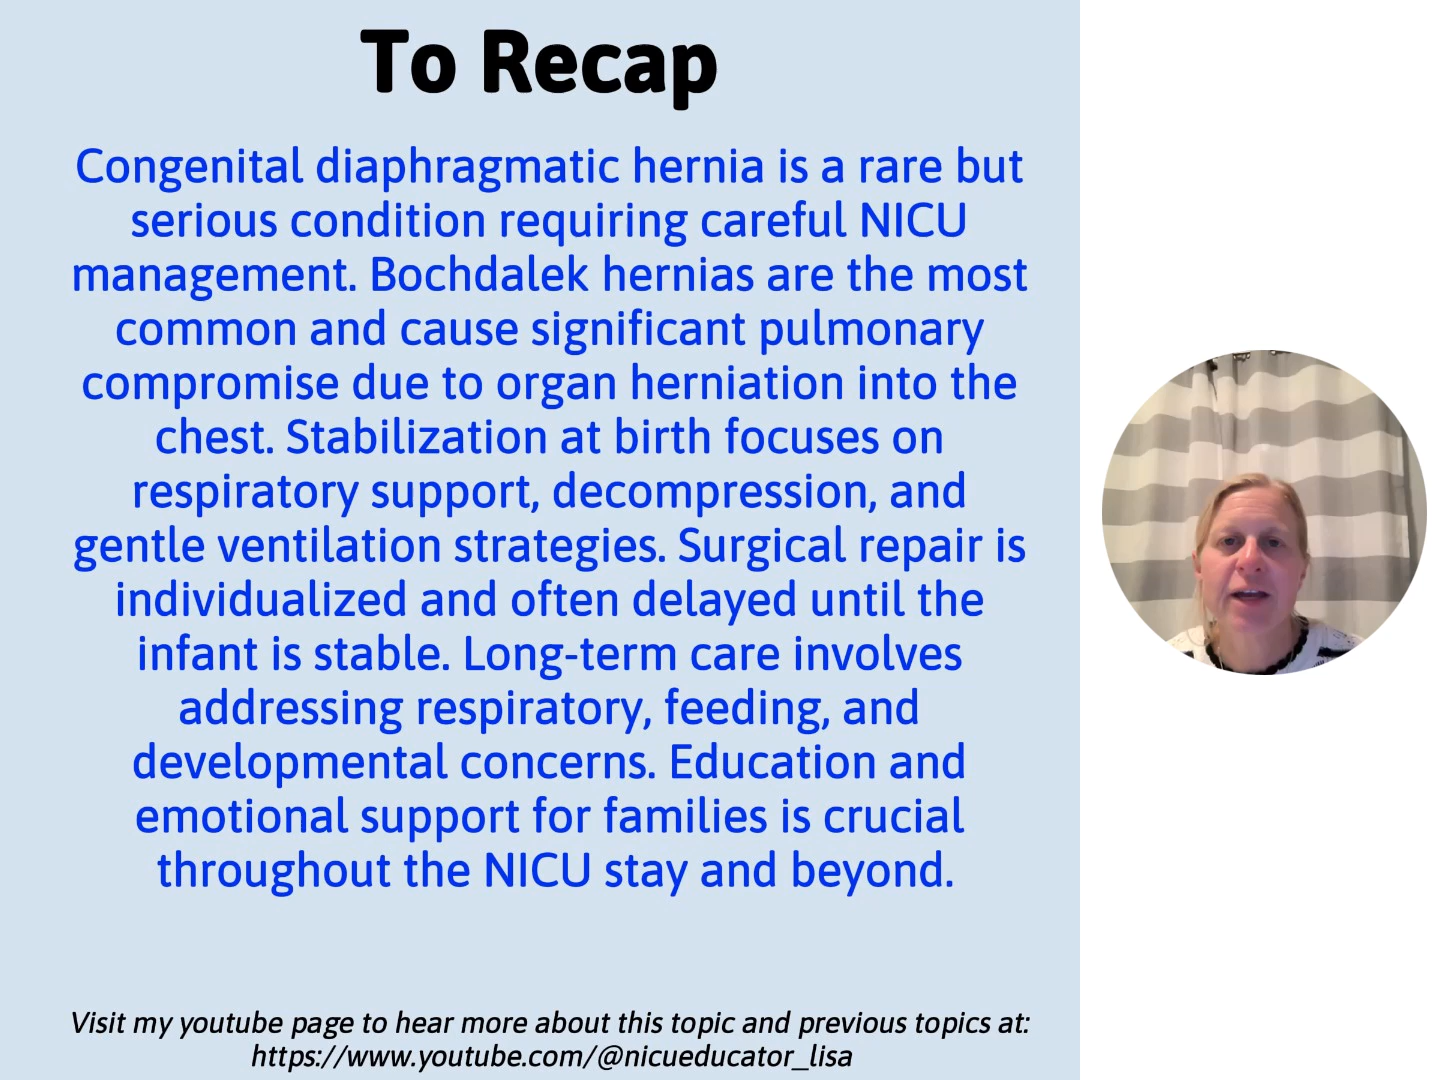 To Recap
Congenital diaphragmatic hernia is a rare but
serious condition requiring careful NICU
management. Bochdalek hernias are the most
common and cause significant pulmonary
compromise due to organ herniation into the
chest. Stabilization at birth focuses on
respiratory support, decompression, and
gentle ventilation strategies. Surgical repair is
individualized and often delayed until the
infant is stable. Long-term care involves
addressing respiratory, feeding, and
developmental concerns. Education and
emotional support for families is crucial
throughout the NICU stay and beyond.
Visit my youtube page to hear more about this topic and previous topics at:
https://www.youtube.com/@nicueducator_lisa